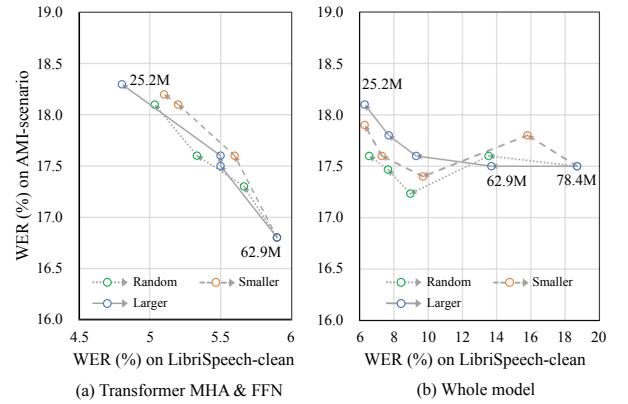 WER (%) on AMI-scenario
19.0
18.5
18.0
17.5
17.0
16.5
16.0
25.2M
62.9M
Random
Smaller
Larger
4.5
5
5.5
6
WER (%) on LibriSpeech-clean
(a) Transformer MHA & FFN
19.0
18.5
18.0
17.5
17.0
16.5
16.0
25.2M
62.9M
78.4M
Random
Smaller
Larger
6
8
10
12
14
16
18
20
WER (%) on LibriSpeech-clean
(b) Whole model